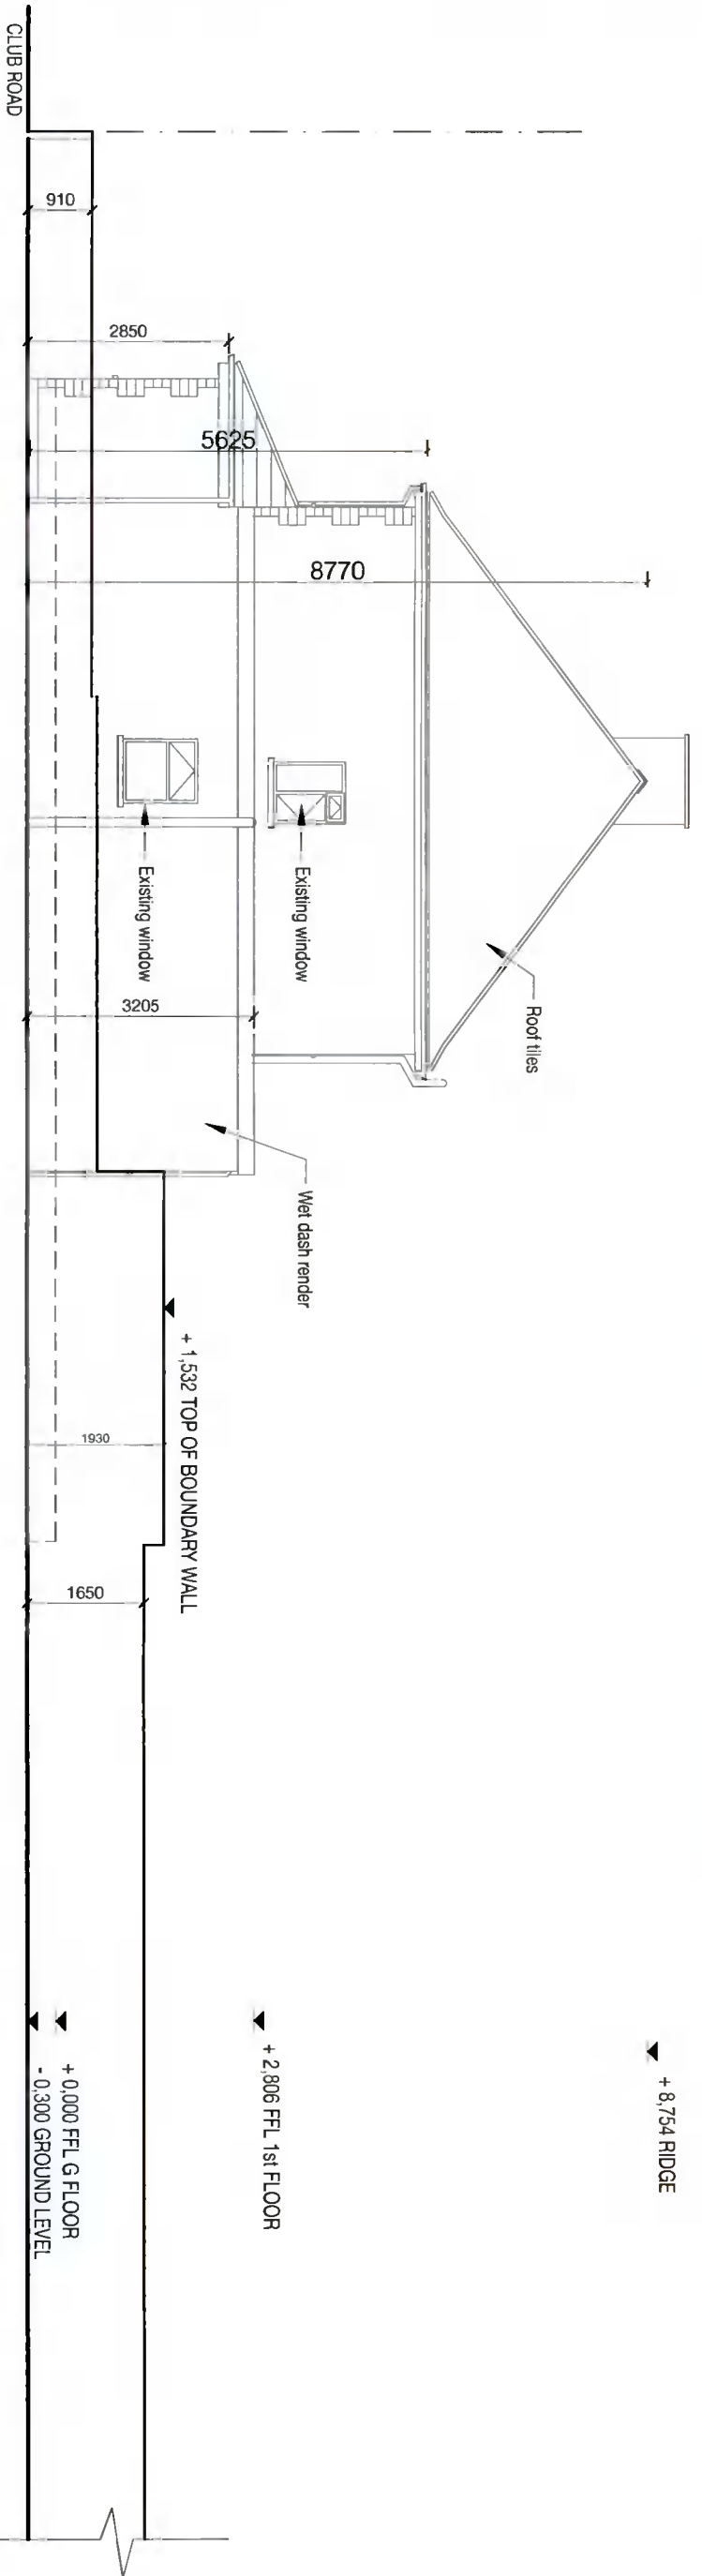 CLUB ROAD
910
2850
5625
8770
Existing window
Existing window
Roof tiles
3205
Wet dash render
+ 1,532 TOP OF BOUNDARY WALL
1930
1650
+ 8,754 RIDGE
+ 2,806 FFL 1st FLOOR
+ 0,000 FFL G FLOOR
- 0,300 GROUND LEVEL